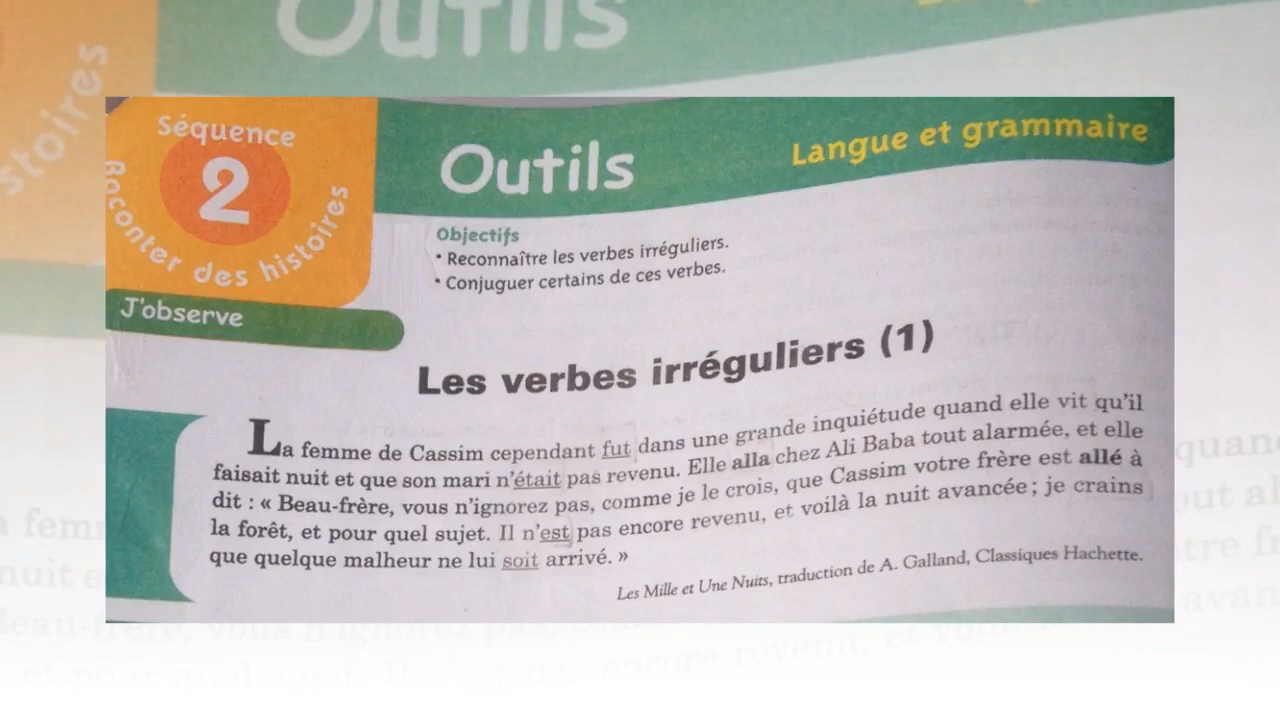 Séquence
2
Raconter des histoires
Outils
Langue et grammaire
Objectifs
• Reconnaître les verbes irréguliers.
• Conjuguer certains de ces verbes.
J'observe
Les verbes irréguliers (1)
La femme de Cassim cependant fut dans une grande inquiétude quand elle vit qu'il
faisait nuit et que son mari n'était pas revenu. Elle alla chez Ali Baba tout alarmée, et elle
dit : « Beau-frère, vous n'ignorez pas, comme je le crois, que Cassim votre frère est allé à
la forêt, et pour quel sujet. Il n'est pas encore revenu, et voilà la nuit avancée ; je crains
que quelque malheur ne lui soit arrivé. »
Les Mille et Une Nuits, traduction de A. Galland, Classiques Hachette.